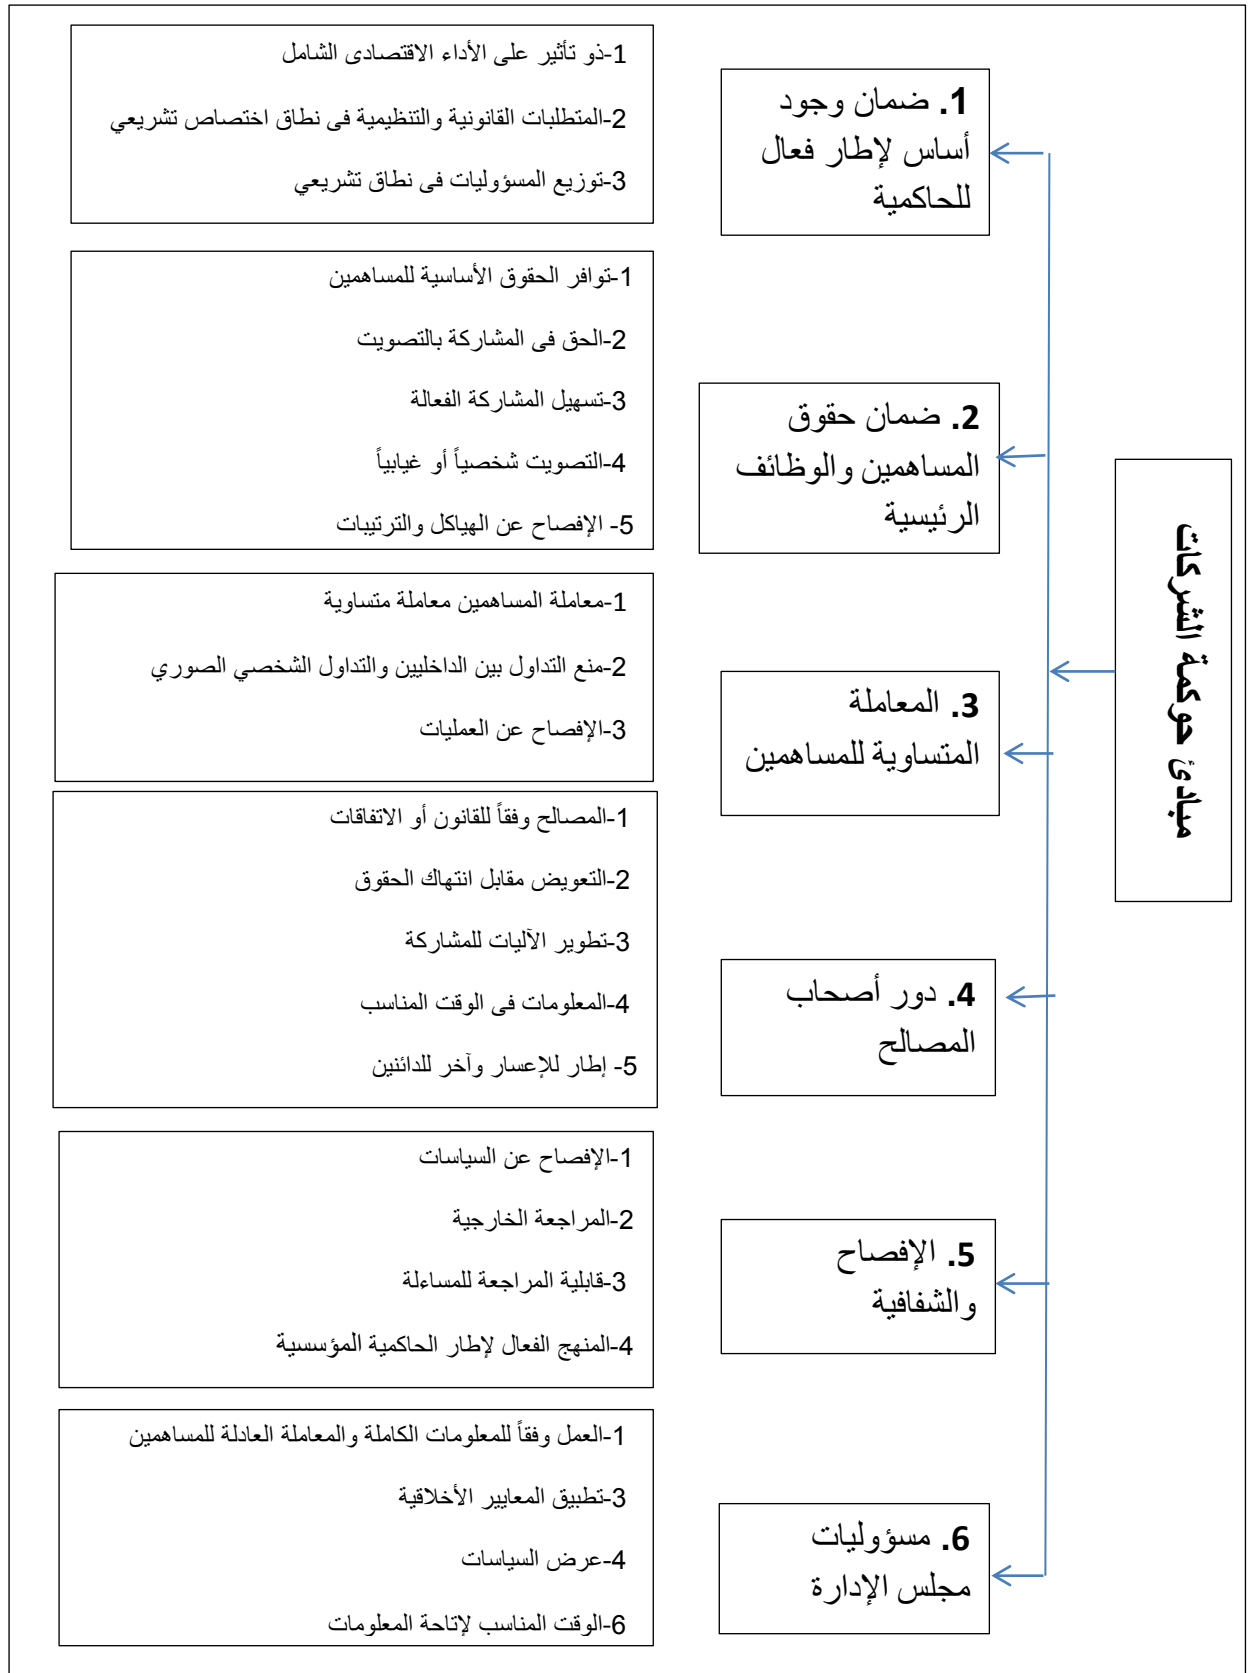 مبادئ حوكمة الشركات
1. ضمان وجود
أساس لإطار فعال
للحاكمية
1-ذو تأثير على الأداء الاقتصادى الشامل
2-المتطلبات القانونية والتنظيمية فى نطاق اختصاص تشريعي
3-توزيع المسؤوليات فى نطاق تشريعي
2. ضمان حقوق
المساهمين والوظائف
الرئيسية
1-توافر الحقوق الأساسية للمساهمين
2-الحق فى المشاركة بالتصويت
3-تسهيل المشاركة الفعالة
4-التصويت شخصياً أو غيابياً
5- الإفصاح عن الهياكل والترتيبات
3. المعاملة
المتساوية للمساهمين
1-معاملة المساهمين معاملة متساوية
2-منع التداول بين الداخليين والتداول الشخصي الصوري
3-الإفصاح عن العمليات
4. دور أصحاب
المصالح
1-المصالح وفقاً للقانون أو الاتفاقات
2-التعويض مقابل انتهاك الحقوق
3-تطوير الآليات للمشاركة
4-المعلومات فى الوقت المناسب
5- إطار للإعسار وآخر للدائنين
5. الإفصاح
والشفافية
1-الإفصاح عن السياسات
2-المراجعة الخارجية
3-قابلية المراجعة للمساءلة
4-المنهج الفعال لإطار الحاكمية المؤسسية
6. مسؤوليات
مجلس الإدارة
1-العمل وفقاً للمعلومات الكاملة والمعاملة العادلة للمساهمين
3-تطبيق المعايير الأخلاقية
4-عرض السياسات
6-الوقت المناسب لإتاحة المعلومات